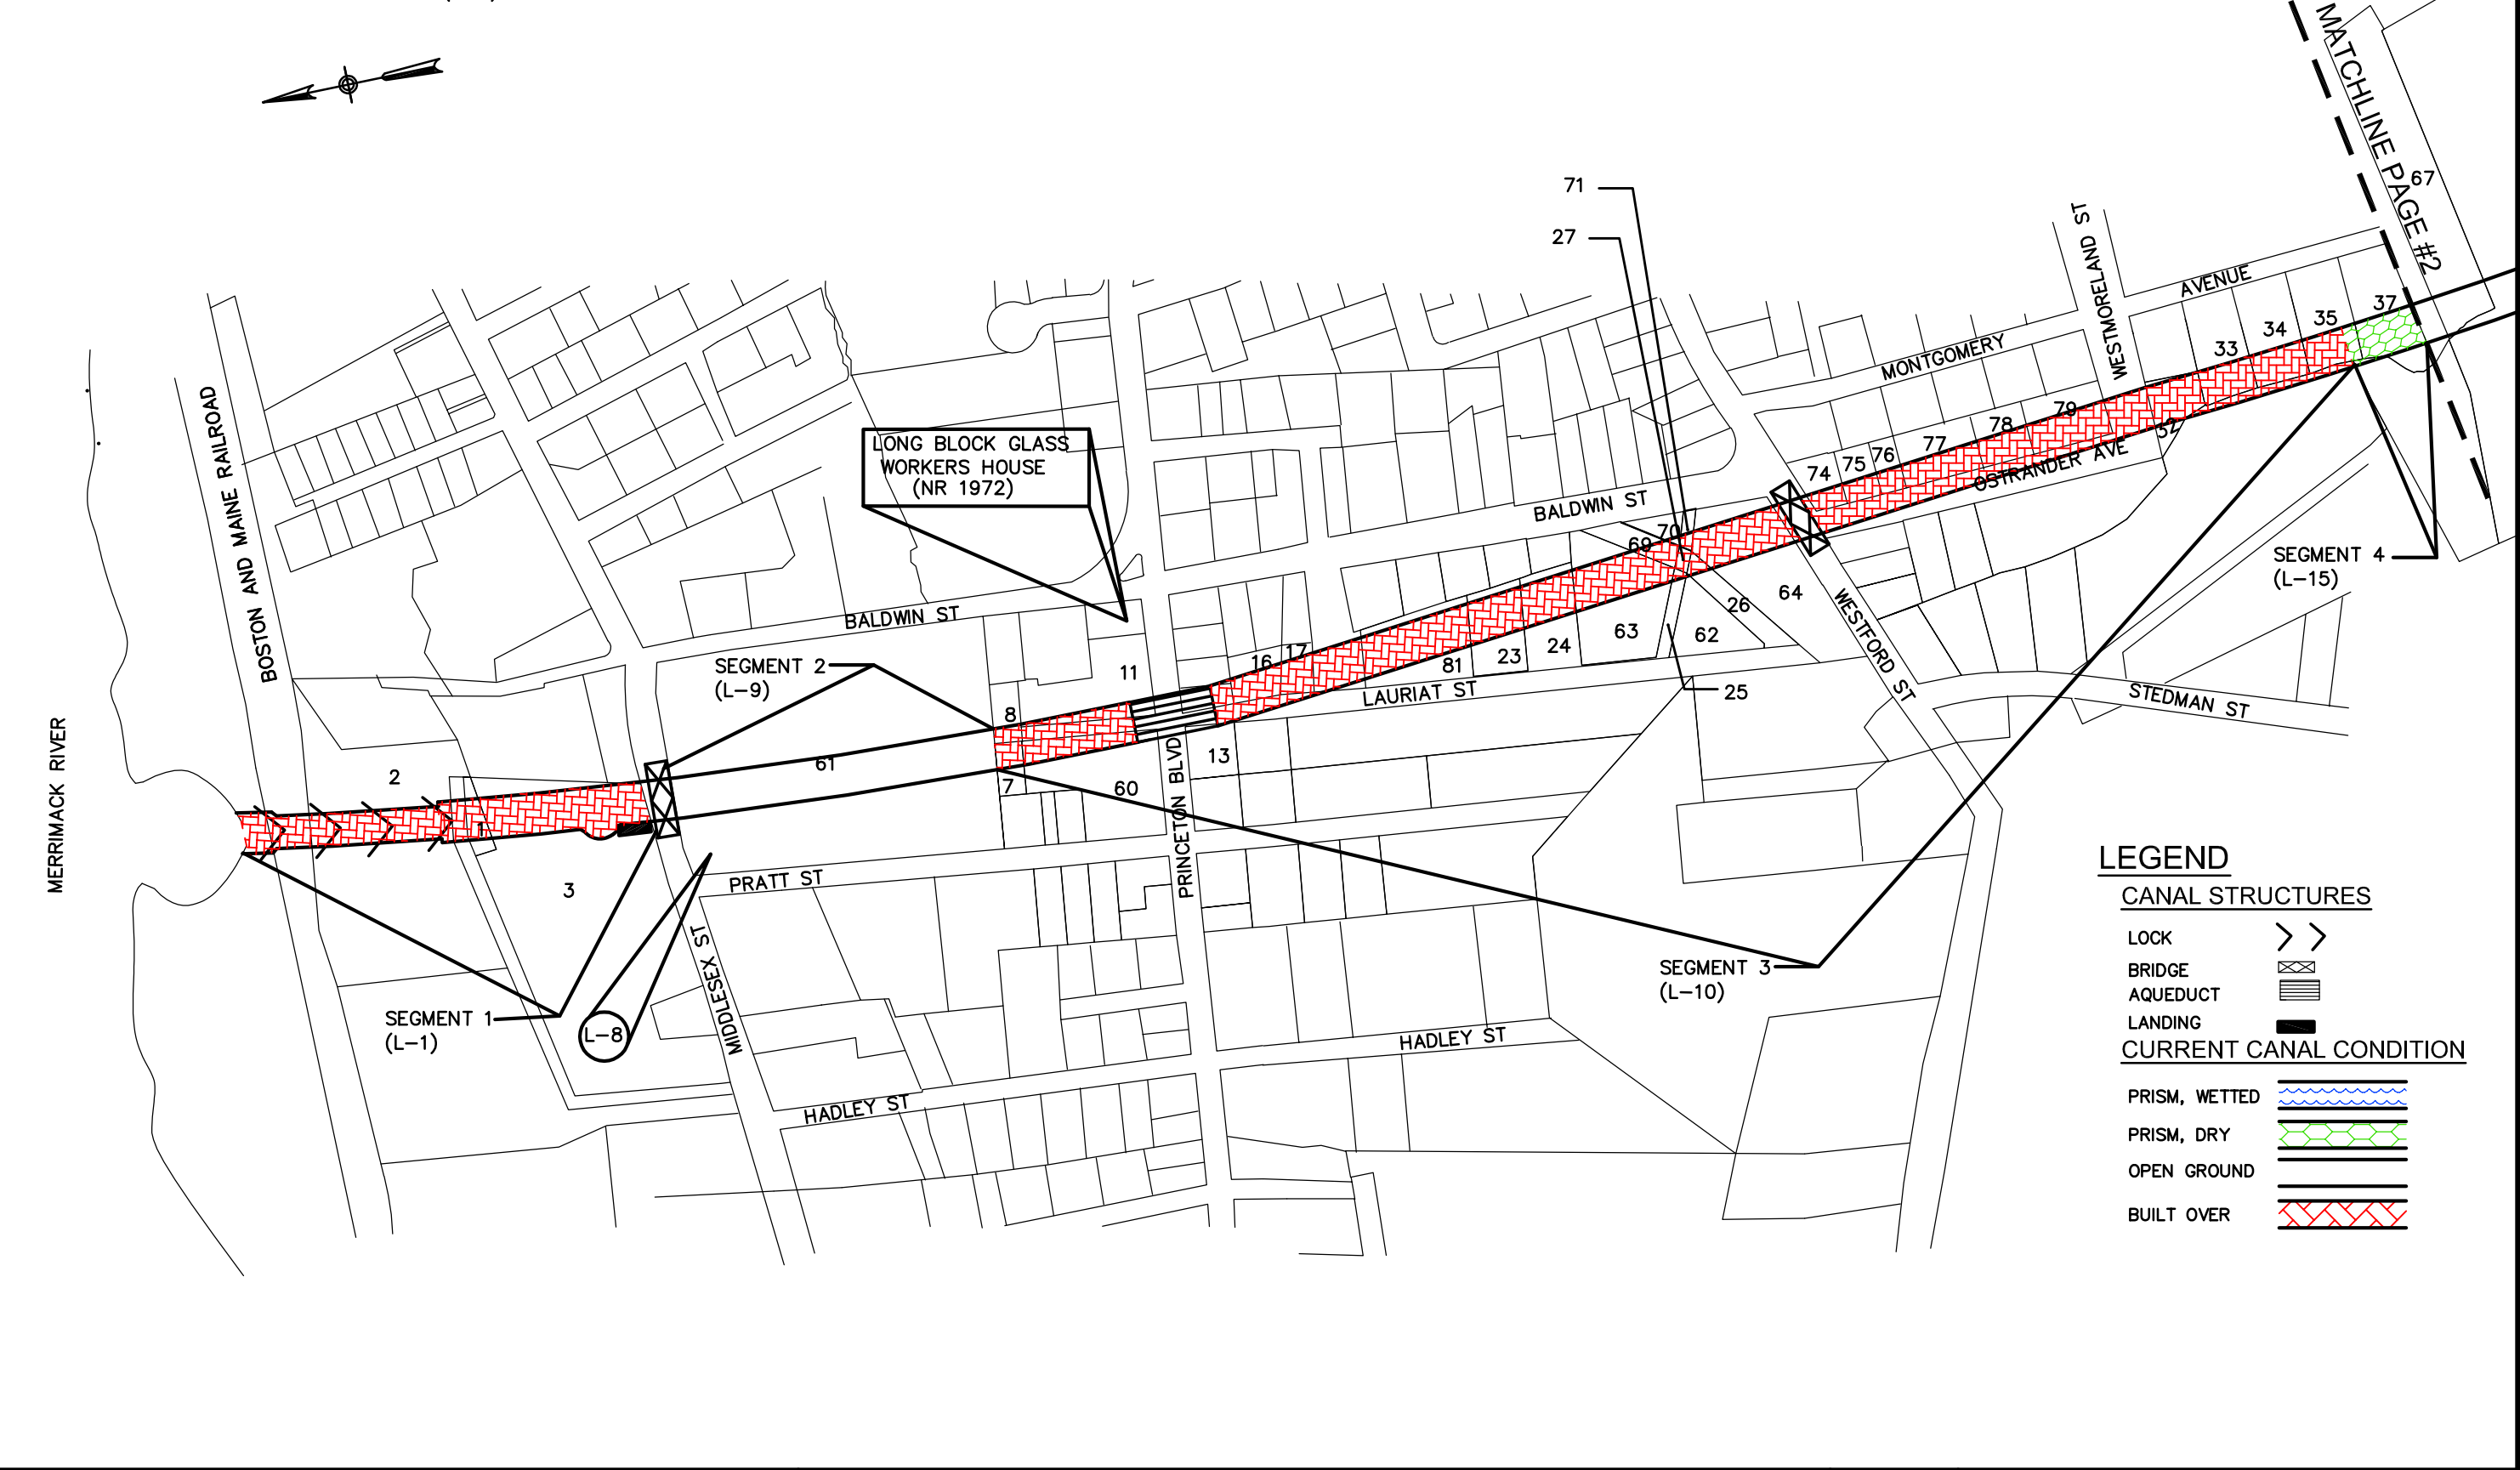 MATCHLINE PAGE #2
67
71
27
WESTMORELAND ST
AVENUE
MONTGOMERY
37
35
34
33
79
78
77
76
75
74
32
OSTRANDER AVE
BOSTON AND MAINE RAILROAD
LONG BLOCK GLASS
WORKERS HOUSE
(NR 1972)
BALDWIN ST
70
69
SEGMENT 4
(L-15)
26
64
63
62
24
23
81
25
WESTFORD ST
STEDMAN ST
BALDWIN ST
SEGMENT 2
(L-9)
11
16
17
LAURIAT ST
8
61
7
60
13
PRINCETON BLVD
MERRIMACK RIVER
2
1
3
PRATT ST
MIDDLESEX ST
SEGMENT 1
(L-1)
L-8
SEGMENT 3
(L-10)
HADLEY ST
HADLEY ST
LEGEND
CANAL STRUCTURES
LOCK
BRIDGE
AQUEDUCT
LANDING
CURRENT CANAL CONDITION
PRISM, WETTED
PRISM, DRY
OPEN GROUND
BUILT OVER